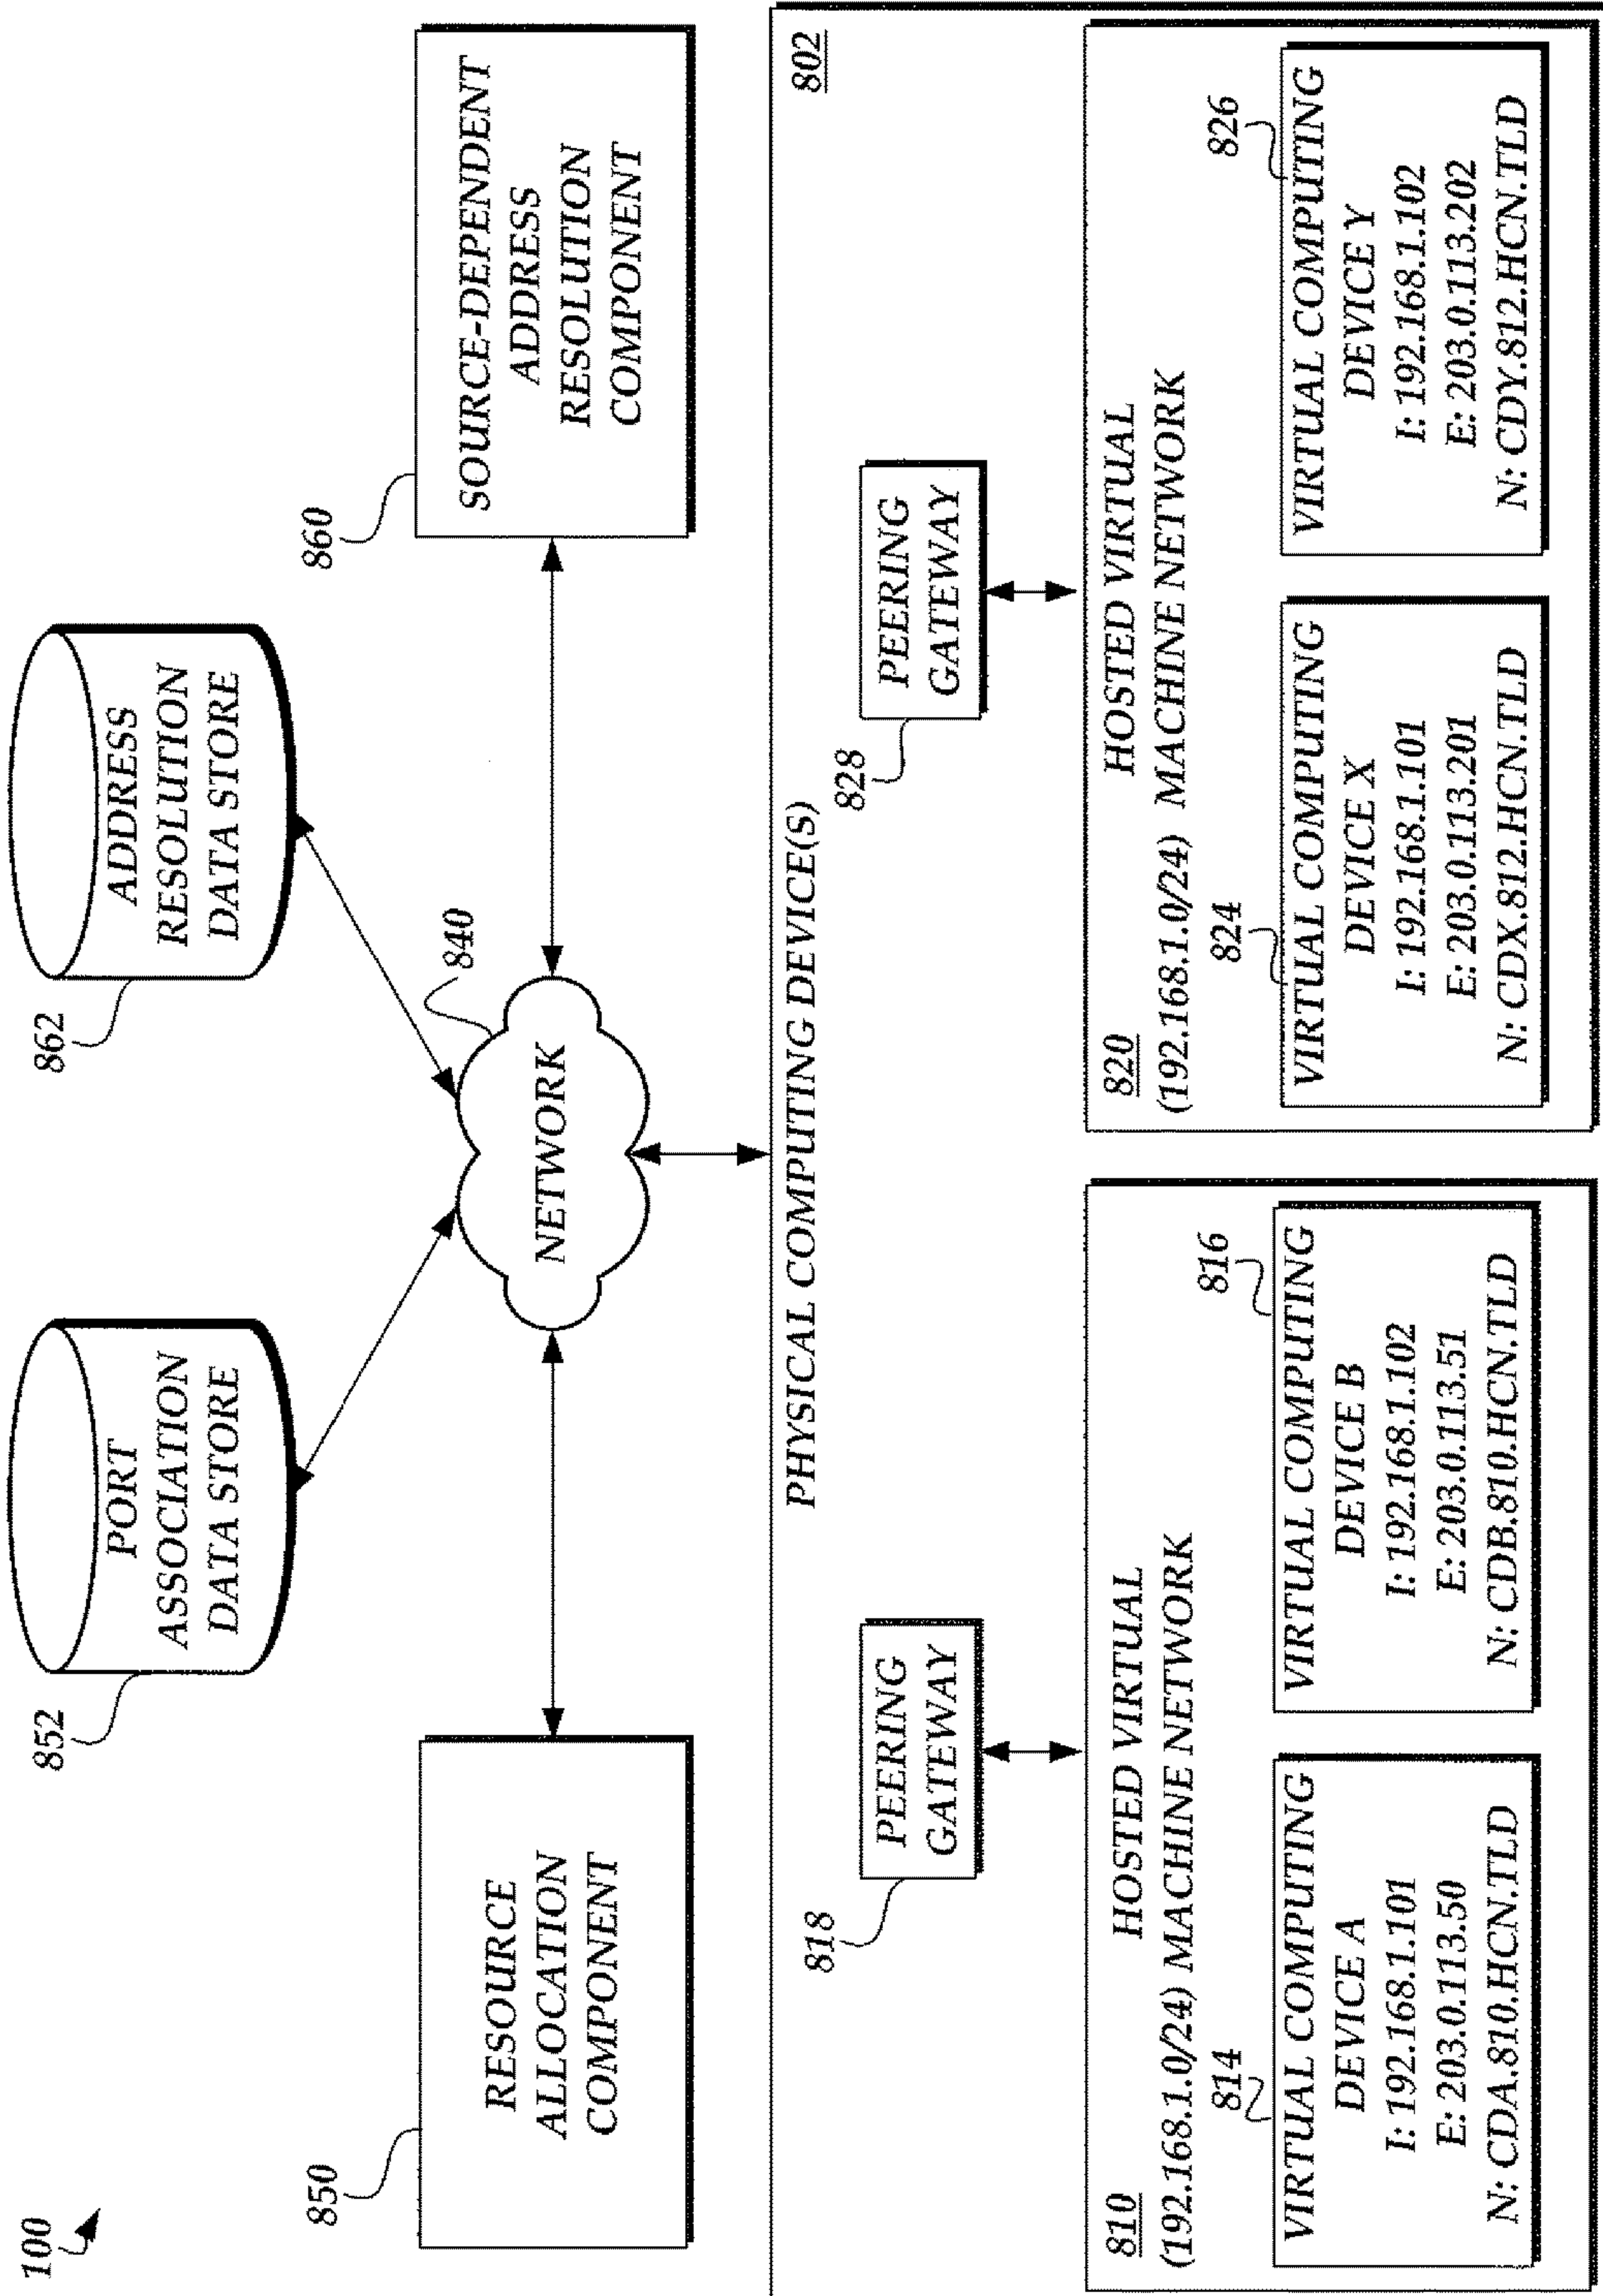 100
852
PORT
ASSOCIATION
DATA STORE
862
ADDRESS
RESOLUTION
DATA STORE
850
RESOURCE
ALLOCATION
COMPONENT
NETWORK
840
860
SOURCE-DEPENDENT
ADDRESS
RESOLUTION
COMPONENT
PHYSICAL COMPUTING DEVICE(S)
802
818
PEERING
GATEWAY
828
PEERING
GATEWAY
810
HOSTED VIRTUAL
(192.168.1.0/24) MACHINE NETWORK
814
VIRTUAL COMPUTING
DEVICE A
I: 192.168.1.101
E: 203.0.113.50
N: CDA.810.HCN.TLD
816
VIRTUAL COMPUTING
DEVICE B
I: 192.168.1.102
E: 203.0.113.51
N: CDB.810.HCN.TLD
820
HOSTED VIRTUAL
(192.168.1.0/24) MACHINE NETWORK
824
VIRTUAL COMPUTING
DEVICE X
I: 192.168.1.101
E: 203.0.113.201
N: CDX.812.HCN.TLD
826
VIRTUAL COMPUTING
DEVICE Y
I: 192.168.1.102
E: 203.0.113.202
N: CDY.812.HCN.TLD